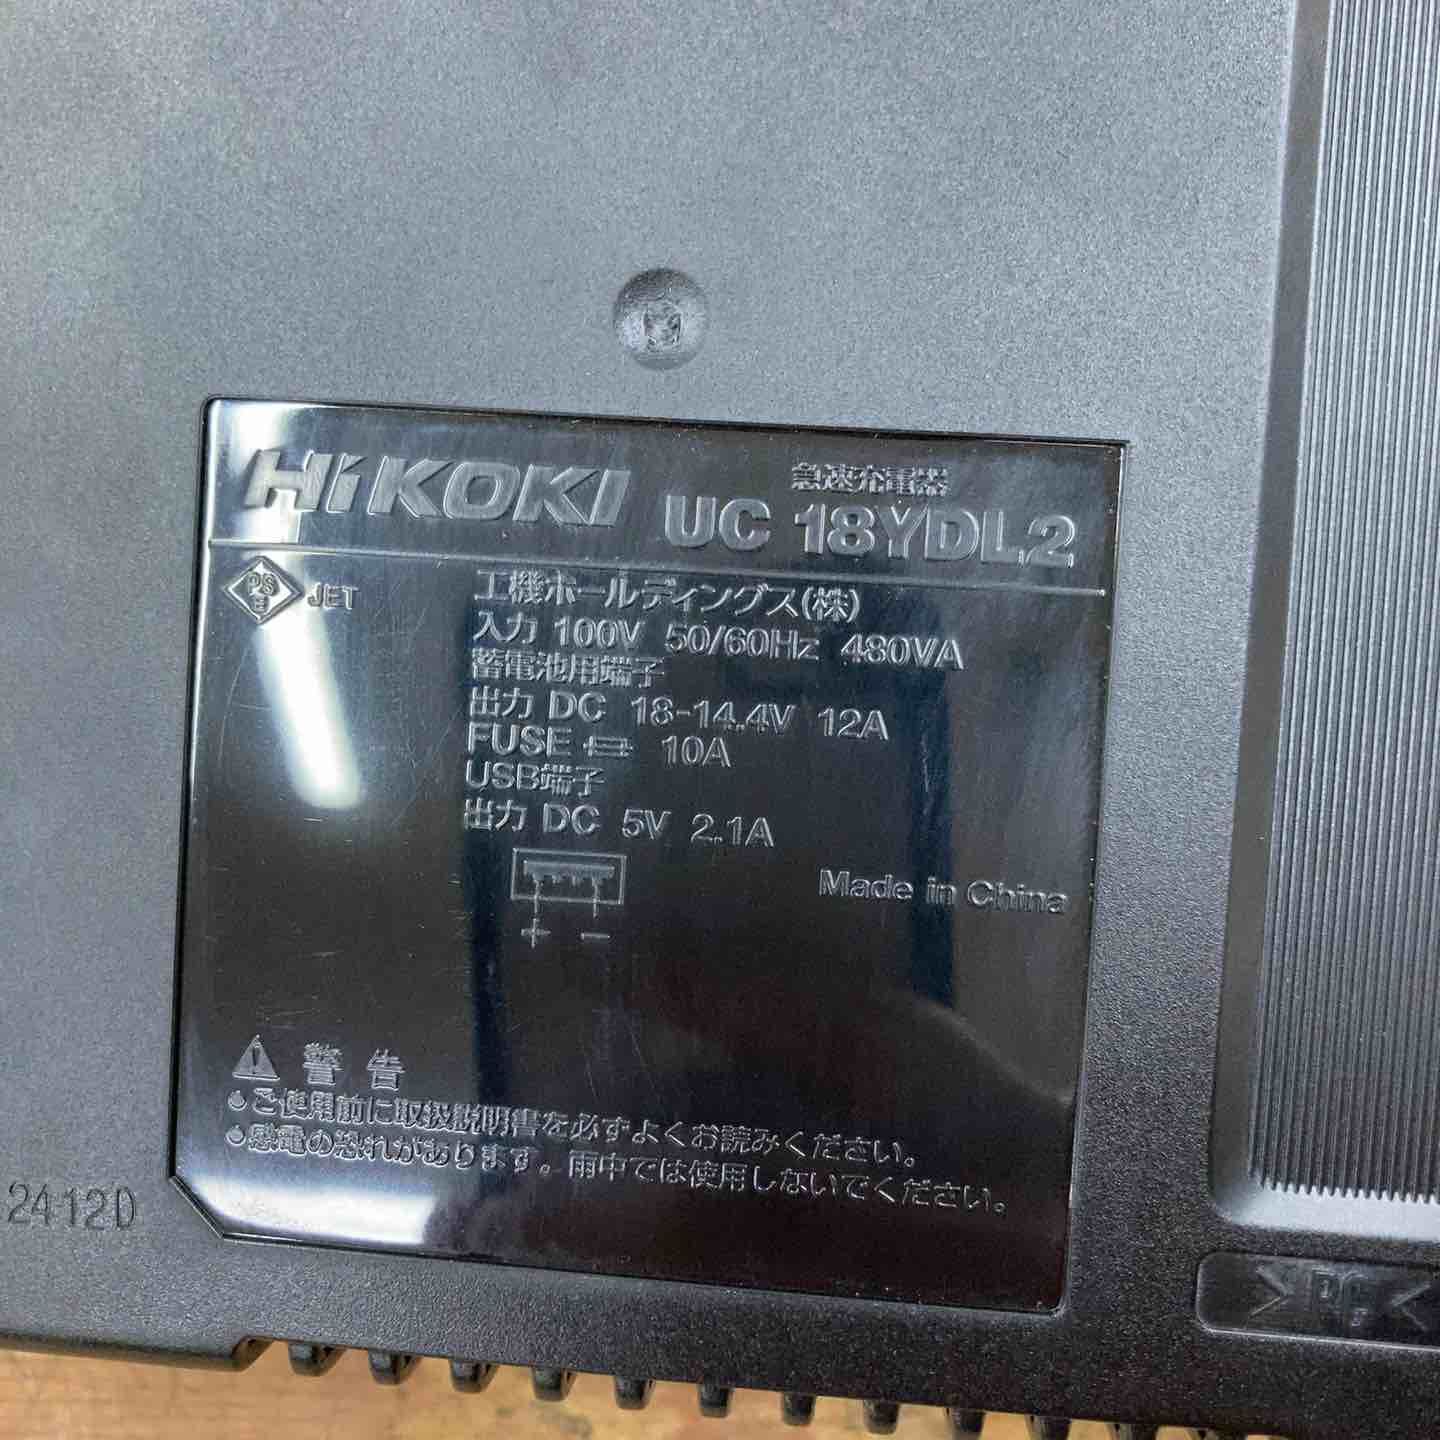 HiKOKI
急速充電器
UC 18YDL2
PS
E
JET
工機ホールディングス(株)
入力 100V 50/60Hz 480VA
蓄電池用端子
出力 DC 18-14.4V 12A
FUSE 10A
USB端子
出力 DC 5V 2.1A
+ −
Made in China
警告
●ご使用前に取扱説明書を必ずよくお読みください。
●感電の恐れがあります。雨中では使用しないでください。
2412D
>PC<